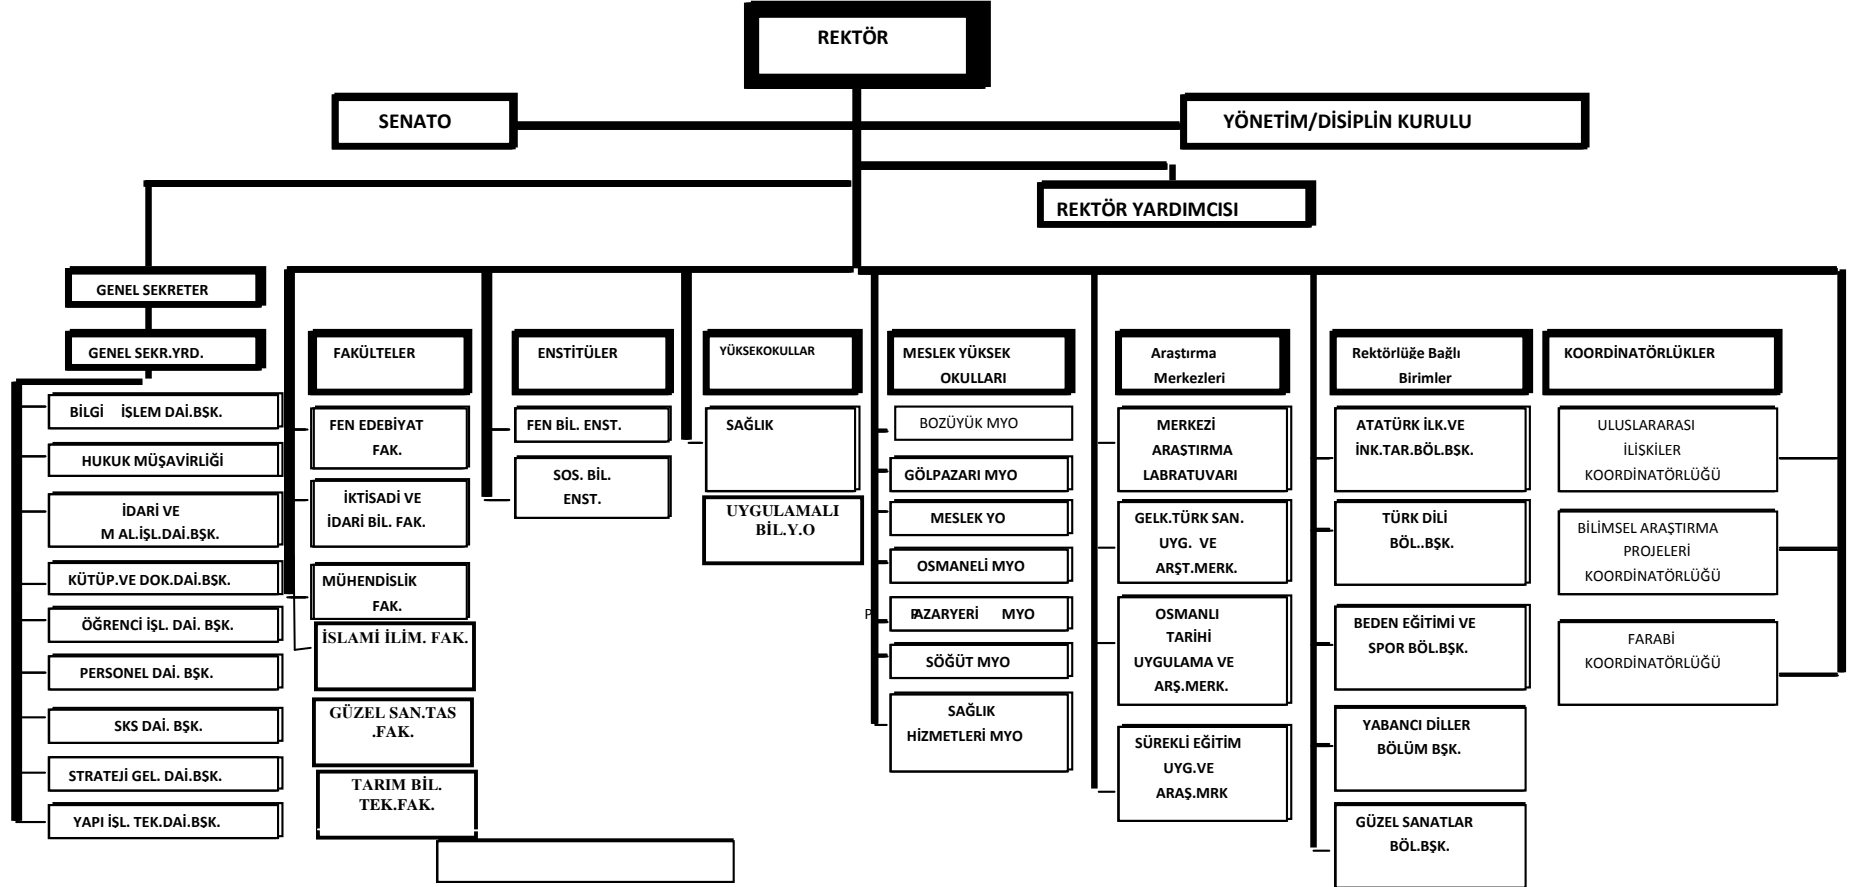 REKTÖR
SENATO
YÖNETİM/DİSİPLİN KURULU
REKTÖR YARDIMCISI
GENEL SEKRETER
GENEL SEKR.YRD.
BİLGİ İŞLEM DAİ.BŞK.
HUKUK MÜŞAVİRLİĞİ
İDARİ VE
M AL.İŞL.DAİ.BŞK.
KÜTÜP.VE DOK.DAİ.BŞK.
ÖĞRENCİ İŞL. DAİ. BŞK.
PERSONEL DAİ. BŞK.
SKS DAİ. BŞK.
STRATEJİ GEL. DAİ.BŞK.
YAPI İŞL. TEK.DAİ.BŞK.
FAKÜLTELER
FEN EDEBİYAT
FAK.
İKTİSADİ VE
İDARİ BİL. FAK.
MÜHENDİSLİK
FAK.
İSLAMİ İLİM. FAK.
GÜZEL SAN.TAS
.FAK.
TARIM BİL.
TEK.FAK.
ENSTİTÜLER
FEN BİL. ENST.
SOS. BİL.
ENST.
YÜKSEKOKULLAR
SAĞLIK
UYGULAMALI
BİL.Y.O
MESLEK YÜKSEK
OKULLARI
BOZÜYÜK MYO
GÖLPAZARI MYO
MESLEK YO
OSMANELİ MYO
P PAZARYERİ MYO
SÖĞÜT MYO
SAĞLIK
HİZMETLERİ MYO
Araştırma
Merkezleri
MERKEZİ
ARAŞTIRMA
LABRATUVARI
GELK.TÜRK SAN.
UYG. VE
ARŞT.MERK.
OSMANLI
TARİHİ
UYGULAMA VE
ARŞ.MERK.
SÜREKLİ EĞİTİM
UYG.VE
ARAŞ.MRK
Rektörlüğe Bağlı
Birimler
ATATÜRK İLK.VE
İNK.TAR.BÖL.BŞK.
TÜRK DİLİ
BÖL..BŞK.
BEDEN EĞİTİMİ VE
SPOR BÖL.BŞK.
YABANCI DİLLER
BÖLÜM BŞK.
GÜZEL SANATLAR
BÖL.BŞK.
KOORDİNATÖRLÜKLER
ULUSLARARASI
İLİŞKİLER
KOORDİNATÖRLÜĞÜ
BİLİMSEL ARAŞTIRMA
PROJELERİ
KOORDİNATÖRLÜĞÜ
FARABİ
KOORDİNATÖRLÜĞÜ